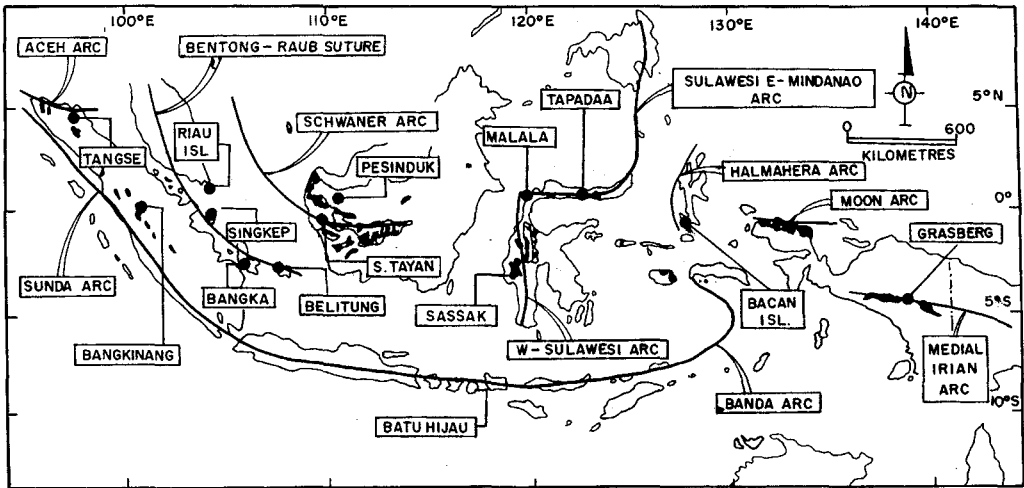 100°E
110°E
120°E
130°E
140°E
ACEH ARC
BENTONG-RAUB SUTURE
SULAWESI E-MINDANAO
ARC
N
5°N
TAPADAA
SCHWANER ARC
RIAU
ISL
MALALA
0
600
KILOMETRES
TANGSE
PESINDUK
HALMAHERA ARC
MOON ARC
0°
SINGKEP
GRASBERG
S.TAYAN
SUNDA ARC
BANGKA
BELITUNG
SASSAK
BACAN
ISL.
5°S
BANGKINANG
W-SULAWESI ARC
MEDIAL
IRIAN
ARC
BANDA ARC
10°S
BATU HIJAU